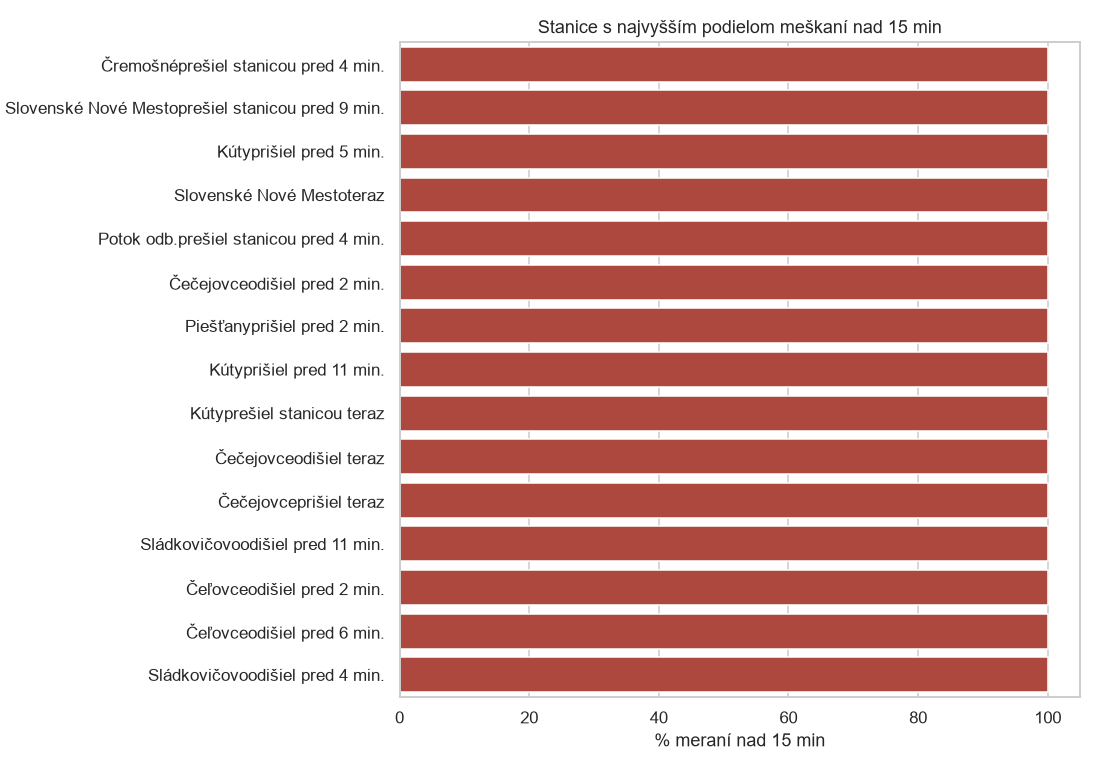 Stanice s najvyšším podielom meškaní nad 15 min
Čremošnéprešiel stanicou pred 4 min.
Slovenské Nové Mestoprešiel stanicou pred 9 min.
Kútyprišiel pred 5 min.
Slovenské Nové Mestoteraz
Potok odb.prešiel stanicou pred 4 min.
Čečejovceodišiel pred 2 min.
Piešťanyprišiel pred 2 min.
Kútyprišiel pred 11 min.
Kútyprešiel stanicou teraz
Čečejovceodišiel teraz
Čečejovceprišiel teraz
Sládkovičovoodišiel pred 11 min.
Čeľovceodišiel pred 2 min.
Čeľovceodišiel pred 6 min.
Sládkovičovoodišiel pred 4 min.
0 20 40 60 80 100
% meraní nad 15 min